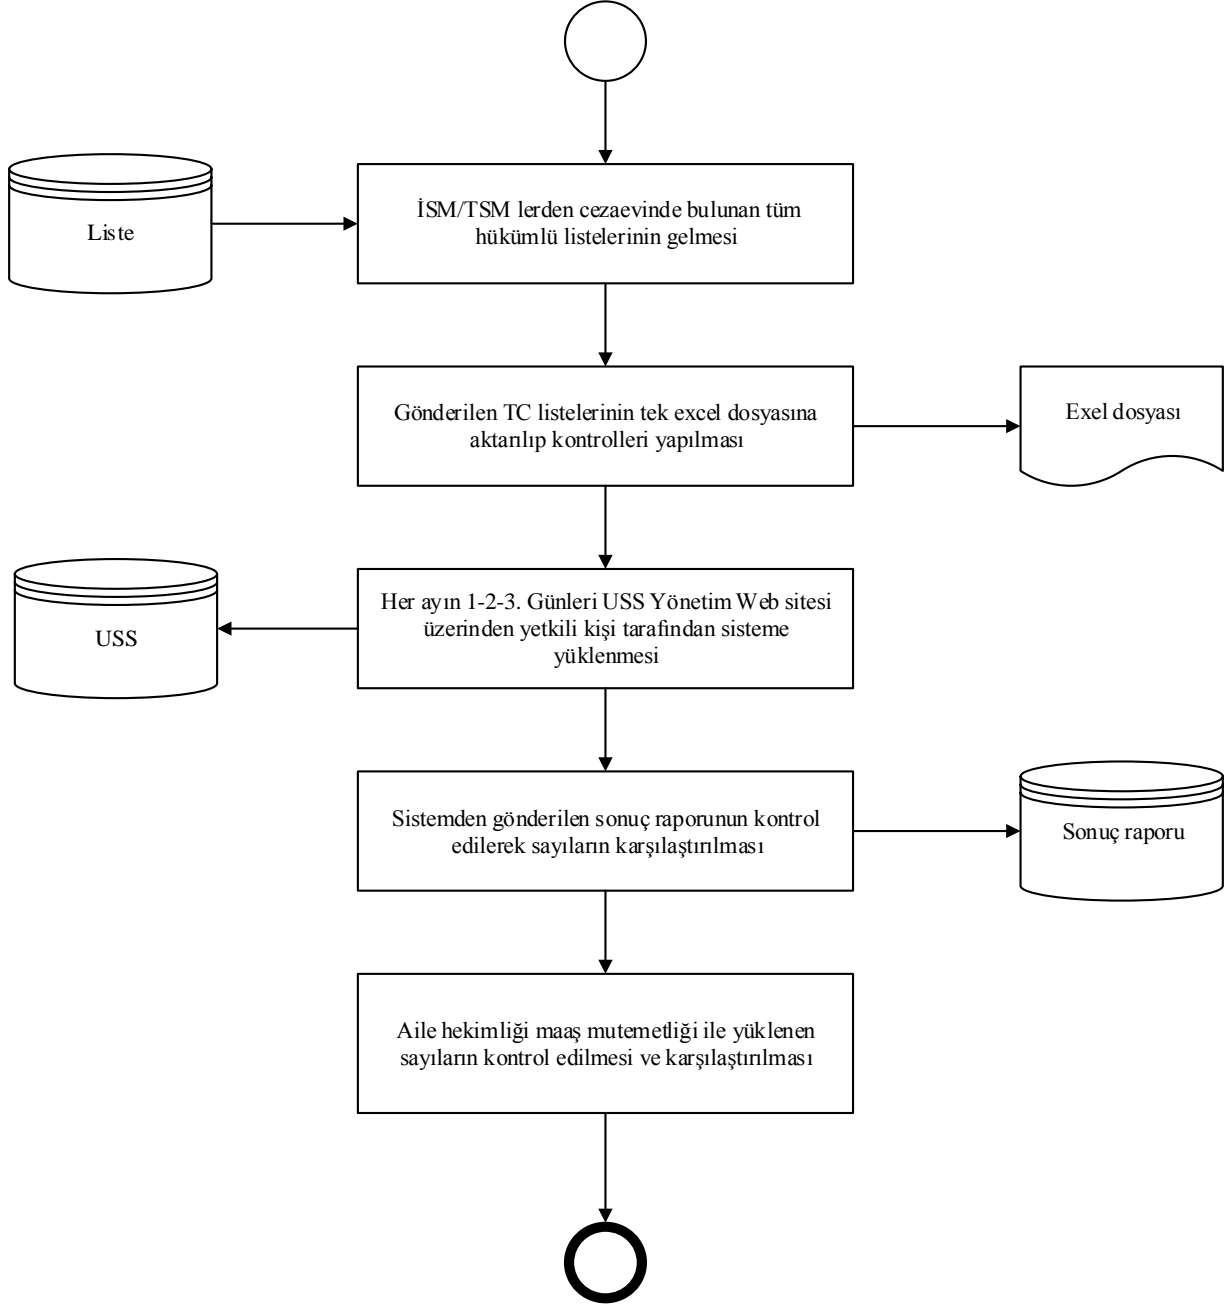 Liste
İSM/TSM lerden cezaevinde bulunan tüm
hükümlü listelerinin gelmesi
Gönderilen TC listelerinin tek excel dosyasına
aktarılıp kontrolleri yapılması
Exel dosyası
USS
Her ayın 1-2-3. Günleri USS Yönetim Web sitesi
üzerinden yetkili kişi tarafından sisteme
yüklenmesi
Sistemden gönderilen sonuç raporunun kontrol
edilerek sayıların karşılaştırılması
Sonuç raporu
Aile hekimliği maaş mutemetliği ile yüklenen
sayıların kontrol edilmesi ve karşılaştırılması